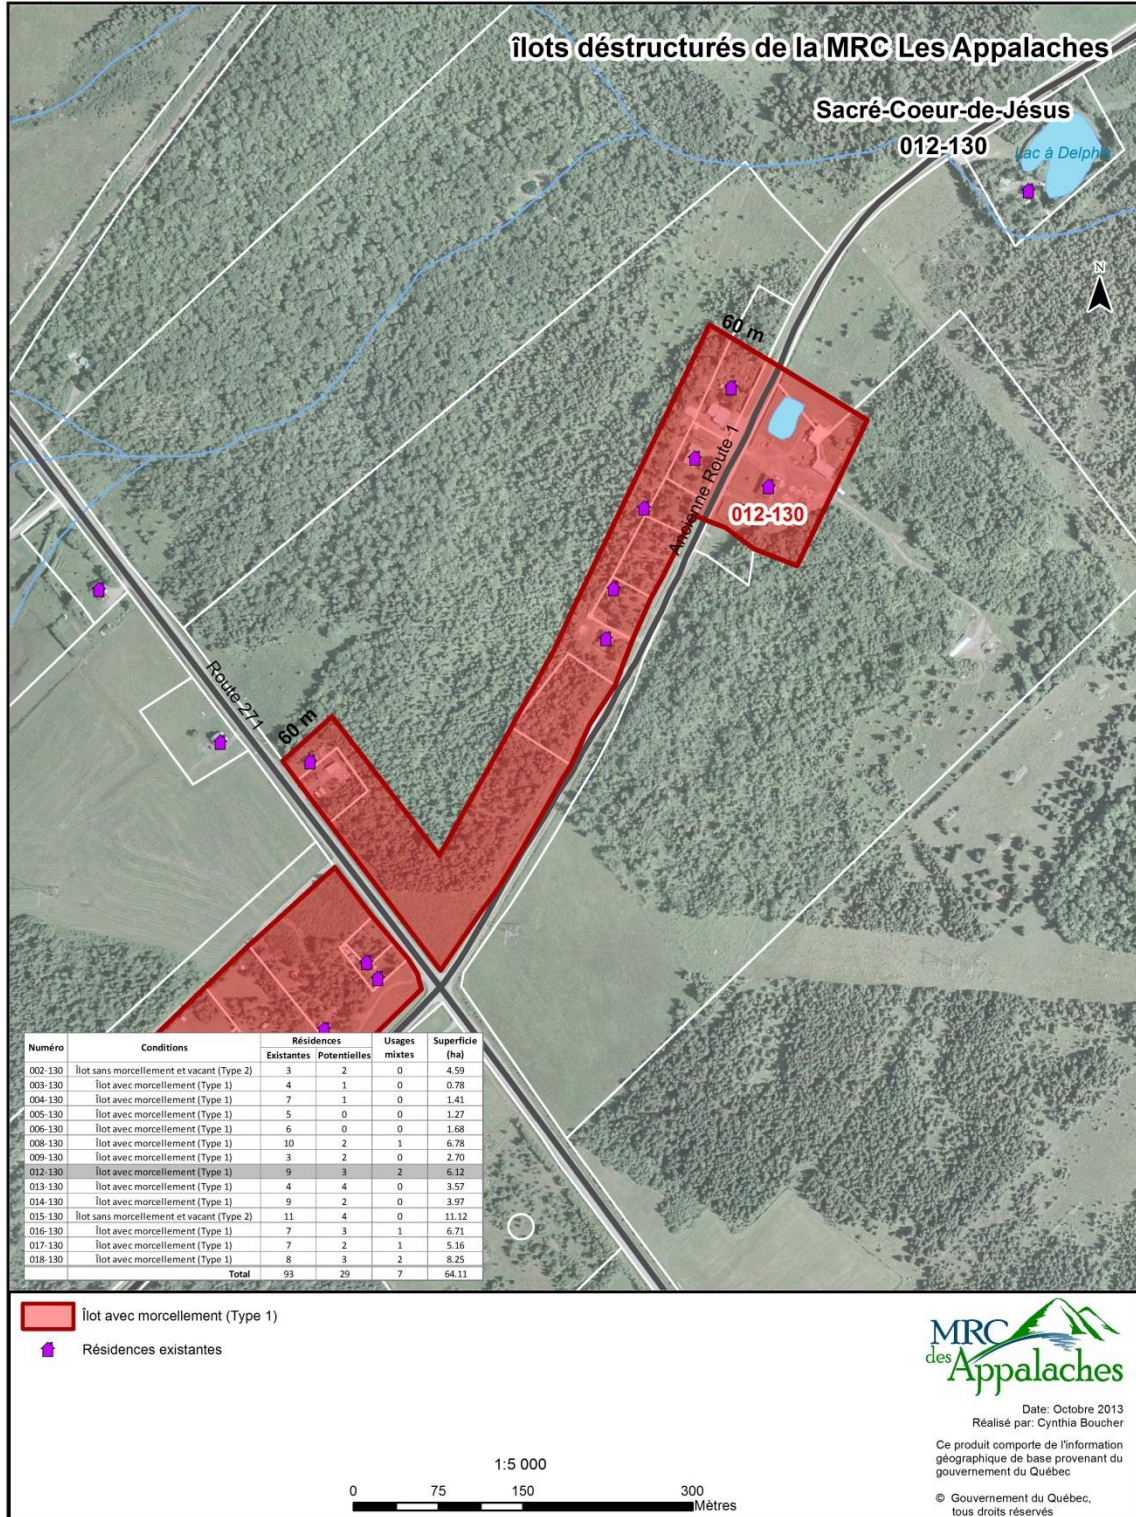 îlots déstructurés de la MRC Les Appalaches
Sacré-Coeur-de-Jésus
012-130
Lac à Delphis
N
60 m
Ancienne Route 1
012-130
Route 271
60 m
Numéro Conditions Résidences Usages mixtes Superficie (ha)
Existantes Potentielles
002-130 Îlot sans morcellement et vacant (Type 2) 3 2 0 4.59
003-130 Îlot avec morcellement (Type 1) 4 1 0 0.78
004-130 Îlot avec morcellement (Type 1) 7 1 0 1.41
005-130 Îlot avec morcellement (Type 1) 5 0 0 1.27
006-130 Îlot avec morcellement (Type 1) 6 0 0 1.68
008-130 Îlot avec morcellement (Type 1) 10 2 1 6.78
009-130 Îlot avec morcellement (Type 1) 3 2 0 2.70
012-130 Îlot avec morcellement (Type 1) 9 3 2 6.12
013-130 Îlot avec morcellement (Type 1) 4 4 0 3.57
014-130 Îlot avec morcellement (Type 1) 9 2 0 3.97
015-130 Îlot sans morcellement et vacant (Type 2) 11 4 0 11.12
016-130 Îlot avec morcellement (Type 1) 7 3 1 6.71
017-130 Îlot avec morcellement (Type 1) 7 2 1 5.16
018-130 Îlot avec morcellement (Type 1) 8 3 2 8.25
Total 93 29 7 64.11
Îlot avec morcellement (Type 1)
Résidences existantes
MRC
des Appalaches
Date: Octobre 2013
Réalisé par: Cynthia Boucher
Ce produit comporte de l'information
géographique de base provenant du
gouvernement du Québec
© Gouvernement du Québec,
tous droits réservés
1:5 000
0 75 150 300
Mètres